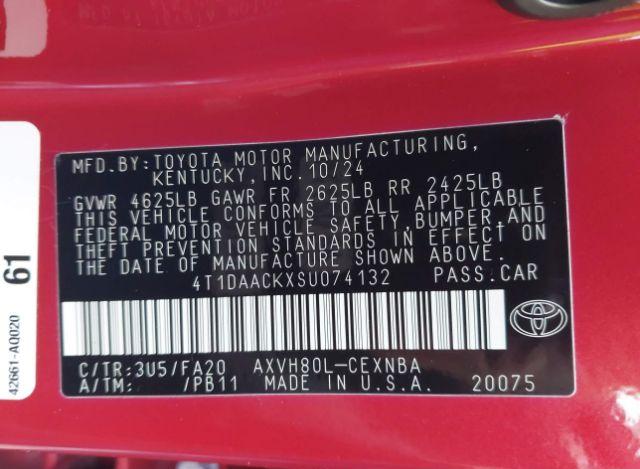 MFD.BY:TOYOTA MOTOR MANUFACTURING,
KENTUCKY,INC.10/24
GVWR 4625LB GAWR FR 2625LB RR 2425LB
THIS VEHICLE CONFORMS TO ALL APPLICABLE
FEDERAL MOTOR VEHICLE SAFETY,BUMPER,AND
THEFT PREVENTION STANDARDS IN EFFECT ON
THE DATE OF MANUFACTURE SHOWN ABOVE.
4T1DAACKXSU074132 PASS.CAR
C/TR:3U5/FA20 AXVH80L-CEXNBA
A/TM: /PB11 MADE IN U.S.A. 20075
61
42661-AQ020